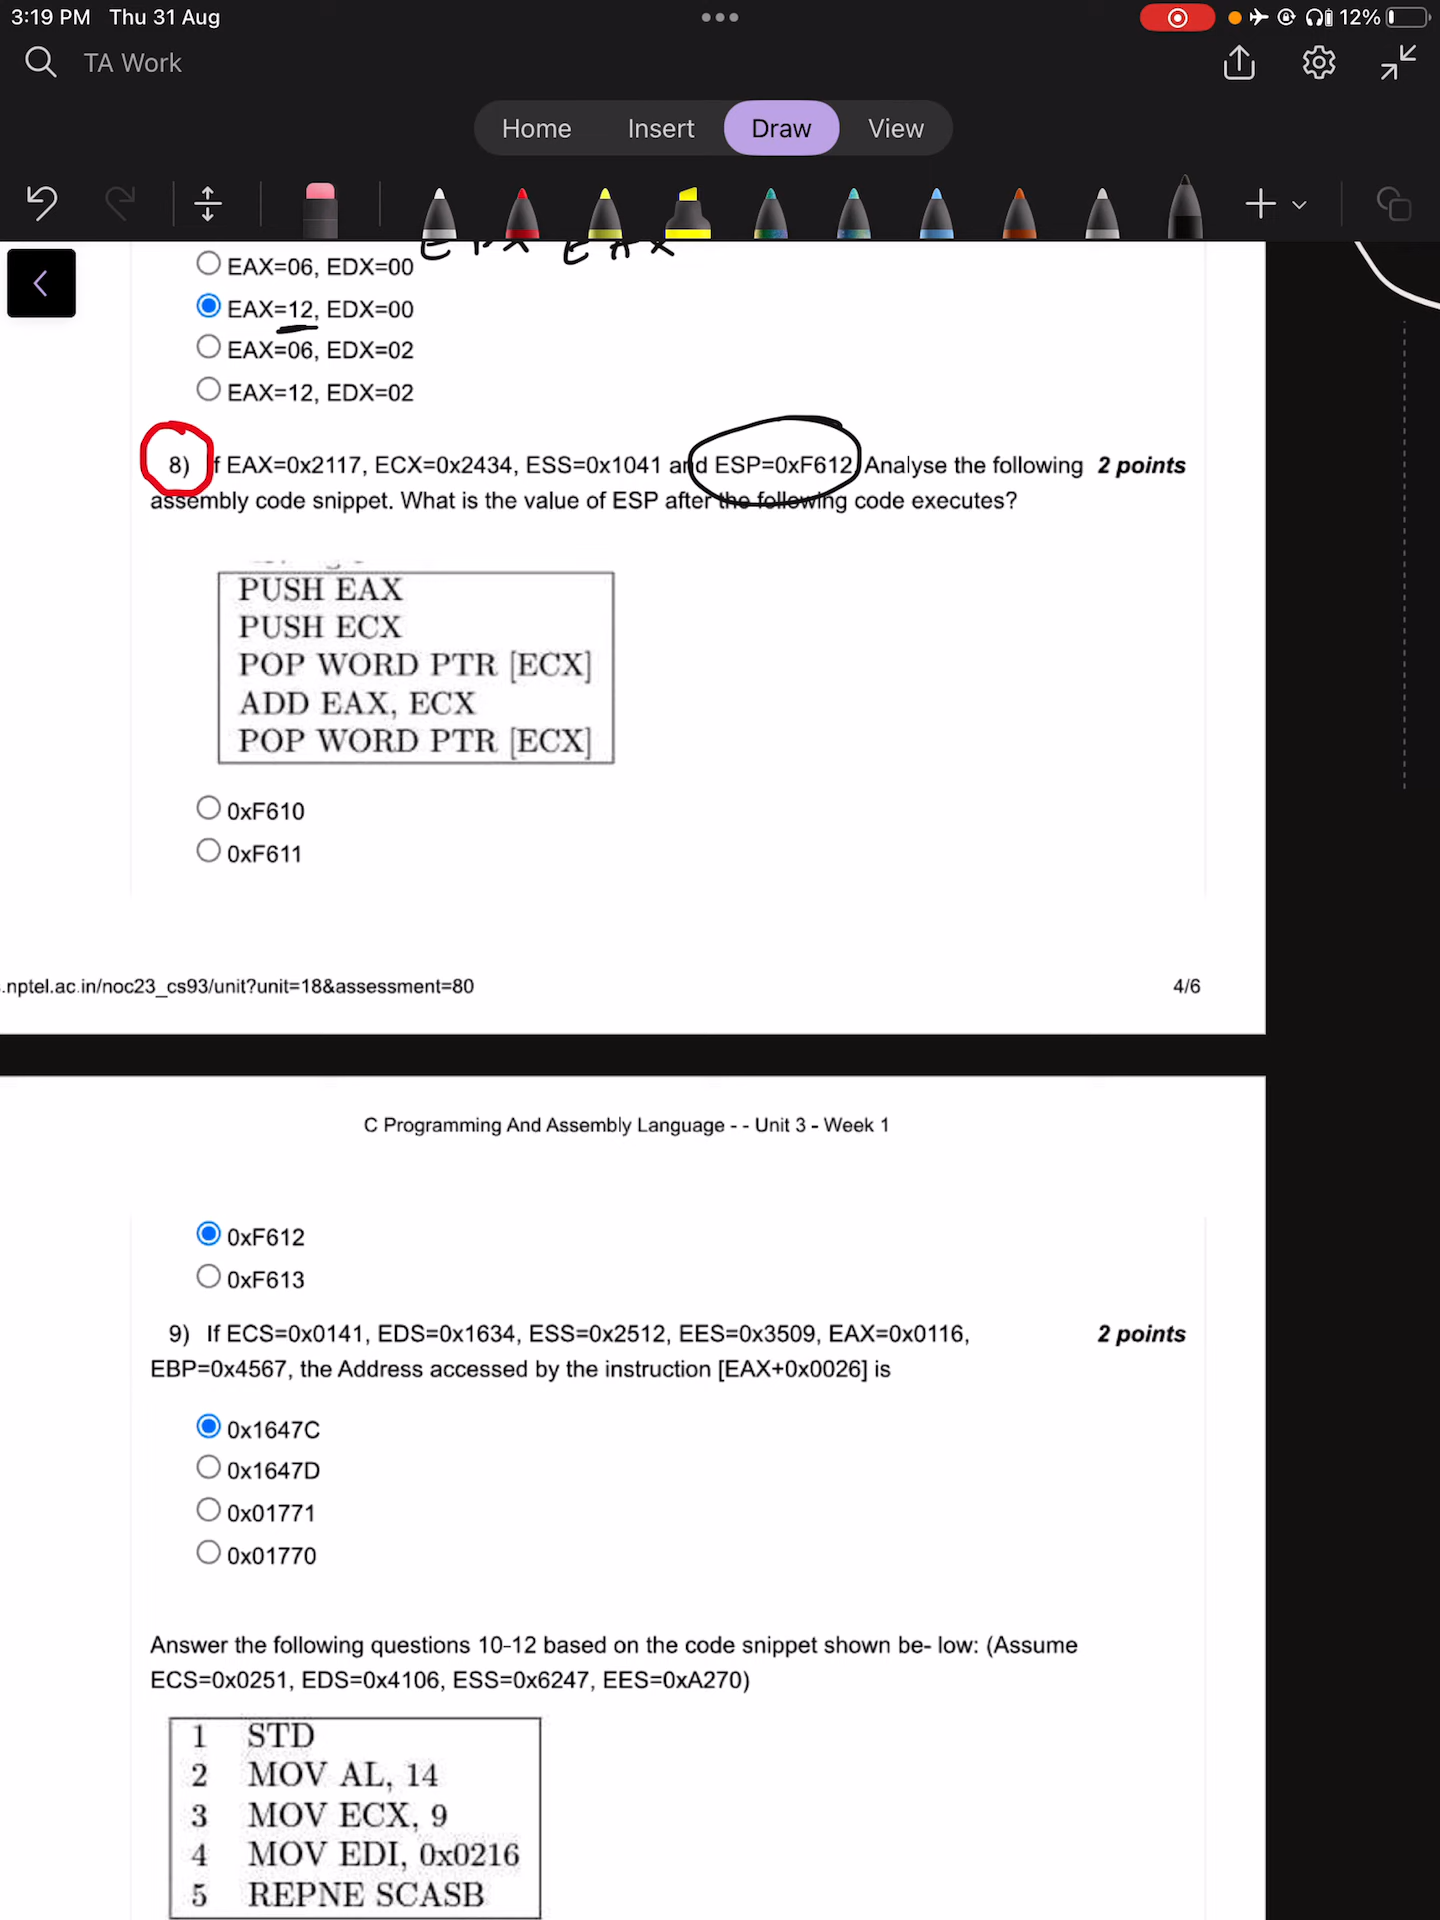 3:19 PM Thu 31 Aug
12%
TA Work
Home Insert Draw View
EAX
EAX=06, EDX=00
EAX=12, EDX=00
EAX=06, EDX=02
EAX=12, EDX=02
8) If EAX=0x2117, ECX=0x2434, ESS=0x1041 and ESP=0xF612. Analyse the following 2 points
assembly code snippet. What is the value of ESP after the following code executes?
PUSH EAX
PUSH ECX
POP WORD PTR [ECX]
ADD EAX, ECX
POP WORD PTR [ECX]
0xF610
0xF611
.nptel.ac.in/noc23_cs93/unit?unit=18&assessment=80 4/6
C Programming And Assembly Language - - Unit 3 - Week 1
0xF612
0xF613
9) If ECS=0x0141, EDS=0x1634, ESS=0x2512, EES=0x3509, EAX=0x0116, 2 points
EBP=0x4567, the Address accessed by the instruction [EAX+0x0026] is
0x1647C
0x1647D
0x01771
0x01770
Answer the following questions 10-12 based on the code snippet shown be- low: (Assume
ECS=0x0251, EDS=0x4106, ESS=0x6247, EES=0xA270)
1 STD
2 MOV AL, 14
3 MOV ECX, 9
4 MOV EDI, 0x0216
5 REPNE SCASB